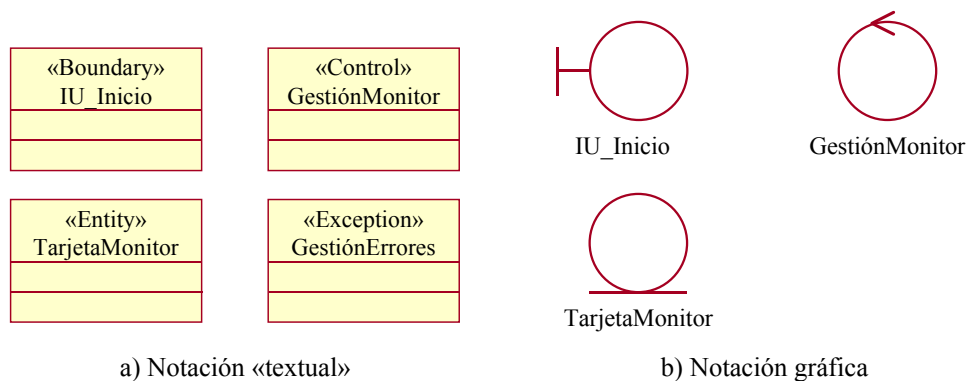 «Boundary»
IU_Inicio
«Control»
GestiónMonitor
«Entity»
TarjetaMonitor
«Exception»
GestiónErrores
a) Notación «textual»
IU_Inicio
GestiónMonitor
TarjetaMonitor
b) Notación gráfica